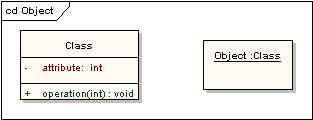 cd Object
Class
- attribute: int
+ operation(int) : void
Object :Class